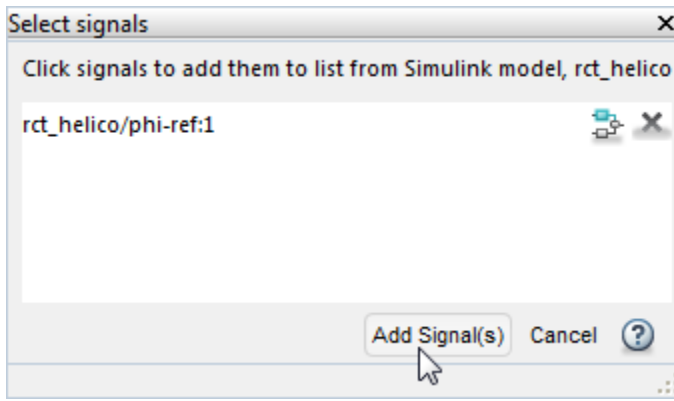 Select signals
Click signals to add them to list from Simulink model, rct_helico
rct_helico/phi-ref:1
Add Signal(s) Cancel ?